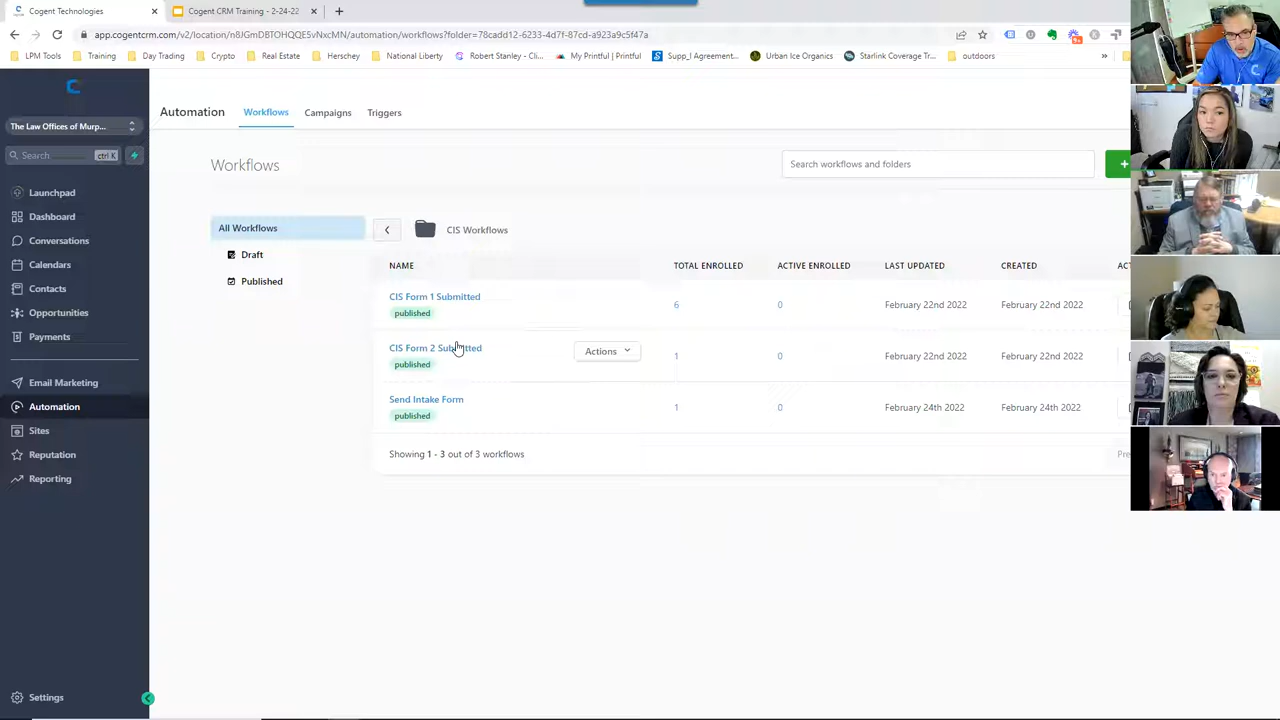 Cogent Technologies
Cogent CRM Training - 2-24-22
app.cogentcrm.com/v2/location/n8JGmDBTOHQQE5vNxcMN/automation/workflows?folder=78cad012-6233-4d7f-87cd-a923a9c5f47a
LPM Tools
Training
Day Trading
Crypto
Real Estate
Herschey
National Liberty
Robert Stanley - Cli...
My Printful | Printful
Supp_l Agreement...
Urban Ice Organics
Starlink Coverage Tr...
outdoors
»
The Law Offices of Murp...
Search
ctrl K
Launchpad
Dashboard
Conversations
Calendars
Contacts
Opportunities
Payments
Email Marketing
Automation
Sites
Reputation
Reporting
Settings
Automation
Workflows
Campaigns
Triggers
Workflows
Search workflows and folders
+
All Workflows
Draft
Published
CIS Workflows
NAME
TOTAL ENROLLED
ACTIVE ENROLLED
LAST UPDATED
CREATED
CIS Form 1 Submitted
published
6
0
February 22nd 2022
February 22nd 2022
CIS Form 2 Submitted
published
Actions
1
0
February 22nd 2022
February 22nd 2022
Send Intake Form
published
1
0
February 24th 2022
February 24th 2022
Showing 1 - 3 out of 3 workflows